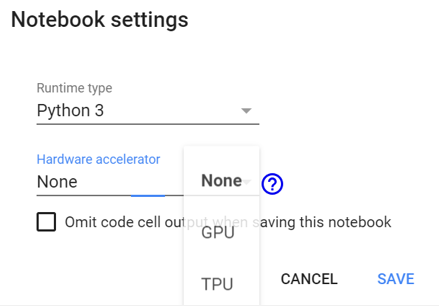 Notebook settings
Runtime type
Python 3
Hardware accelerator
None
None
?
Omit code cell output when saving this notebook
GPU
TPU
CANCEL SAVE